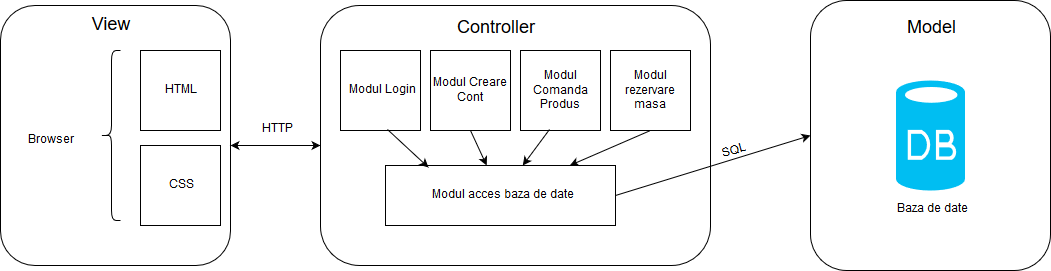 View
Browser
HTML
CSS
HTTP
Controller
Modul Login
Modul Creare
Cont
Modul
Comanda
Produs
Modul
rezervare
masa
Modul acces baza de date
SQL
Model
DB
Baza de date